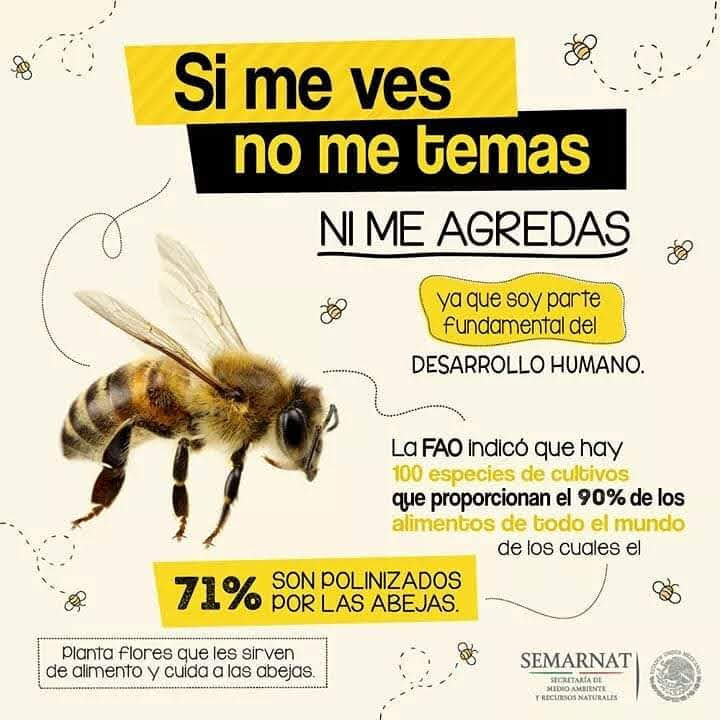 Si me ves
no me temas
NI ME AGREDAS
ya que soy parte
fundamental del
DESARROLLO HUMANO.
La FAO indicó que hay
100 especies de cultivos
que proporcionan el 90% de los
alimentos de todo el mundo
de los cuales el
71% SON POLINIZADOS
POR LAS ABEJAS.
Planta flores que les sirven
de alimento y cuida a las abejas.
SEMARNAT
SECRETARÍA DE
MEDIO AMBIENTE
Y RECURSOS NATURALES